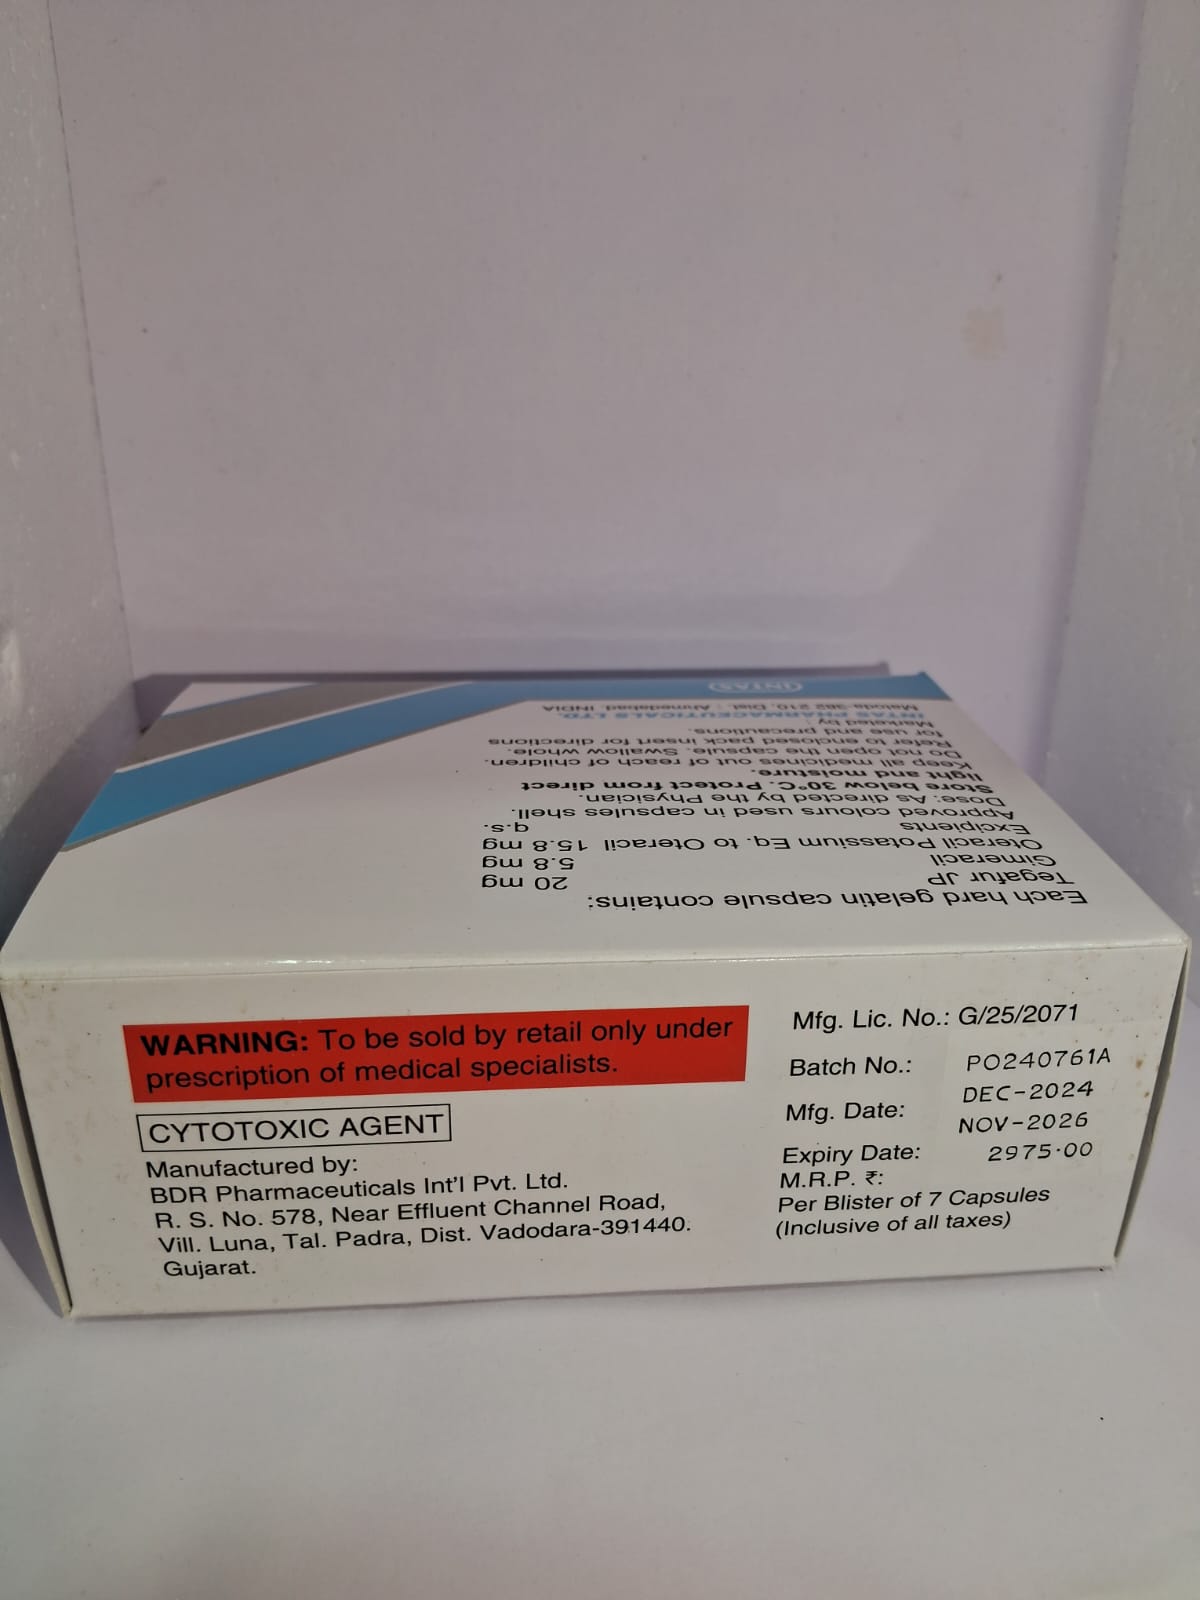 Each hard gelatin capsule contains:
Tegafur JP 20 mg
Gimeracil 5.8 mg
Oteracil Potassium Eq. to Oteracil 15.8 mg
Excipients q.s.
Approved colours used in capsules shell.
Dose: As directed by the Physician.
Store below 30°C. Protect from direct
light and moisture.
Keep all medicines out of reach of children.
Do not open the capsule. Swallow whole.
Refer to enclosed pack insert for directions
for use and precautions.
Marketed by :
INTAS PHARMACEUTICALS LTD.
Matoda-382 210, Dist. : Ahmedabad. INDIA
INTAS
WARNING: To be sold by retail only under
prescription of medical specialists.
CYTOTOXIC AGENT
Manufactured by:
BDR Pharmaceuticals Int'l Pvt. Ltd.
R. S. No. 578, Near Effluent Channel Road,
Vill. Luna, Tal. Padra, Dist. Vadodara-391440.
Gujarat.
Mfg. Lic. No.: G/25/2071
Batch No.: PO240761A
Mfg. Date: DEC-2024
Expiry Date: NOV-2026
M.R.P. ₹: 2975.00
Per Blister of 7 Capsules
(Inclusive of all taxes)